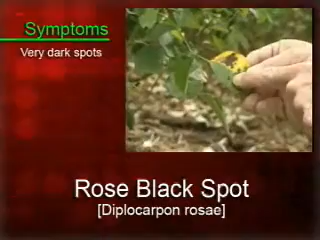 Symptoms
Very dark spots
Rose Black Spot
[Diplocarpon rosae]